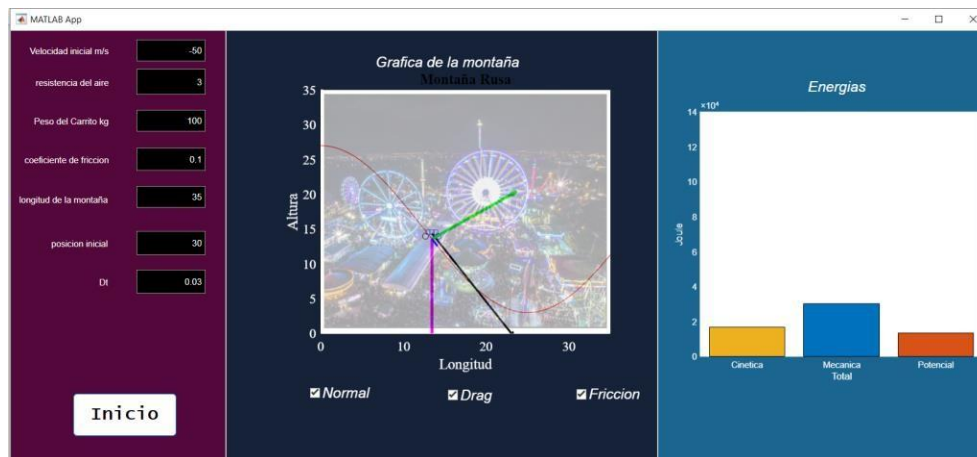 MATLAB App
Velocidad inicial m/s
-50
resistencia del aire
3
Peso del Carrito kg
100
coeficiente de friccion
0.1
longitud de la montaña
35
posicion inicial
30
Dt
0.03
Inicio
Grafica de la montaña
Montaña Rusa
35
30
25
20
15
10
5
0
Altura
0 10 20 30
Longitud
Normal
Drag
Friccion
Energias
×10⁴
14
12
10
8
6
4
2
0
Joule
Cinetica Mecanica Potencial
Total